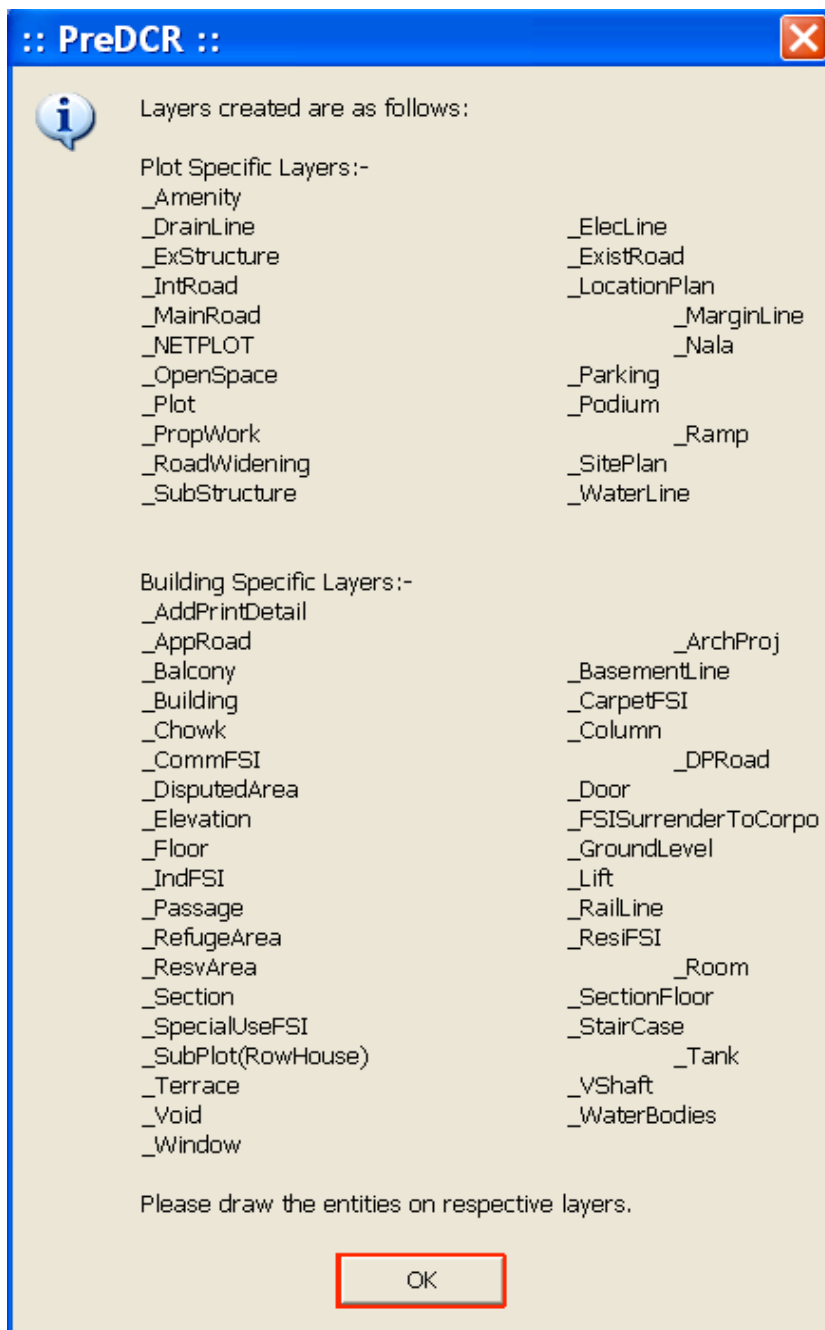 :: PreDCR ::
Layers created are as follows:
Plot Specific Layers:-
_Amenity
_DrainLine _ElecLine
_ExStructure _ExistRoad
_IntRoad _LocationPlan
_MainRoad _MarginLine
_NETPLOT _Nala
_OpenSpace _Parking
_Plot _Podium
_PropWork _Ramp
_RoadWidening _SitePlan
_SubStructure _WaterLine
Building Specific Layers:-
_AddPrintDetail
_AppRoad _ArchProj
_Balcony _BasementLine
_Building _CarpetFSI
_Chowk _Column
_CommFSI _DPRoad
_DisputedArea _Door
_Elevation _FSISurrenderToCorpo
_Floor _GroundLevel
_IndFSI _Lift
_Passage _RailLine
_RefugeArea _ResiFSI
_ResvArea _Room
_Section _SectionFloor
_SpecialUseFSI _StairCase
_SubPlot(RowHouse) _Tank
_Terrace _VShaft
_Void _WaterBodies
_Window
Please draw the entities on respective layers.
OK